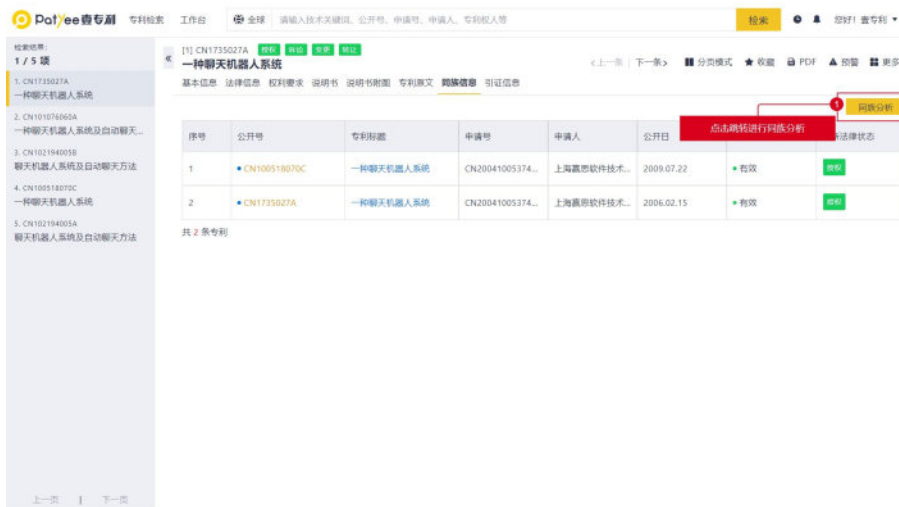 Patyee壹专利 专利检索 工作台 全球 请输入技术关键词、公开号、申请号、申请人、专利权人等 检索 您好！壹专利
检索结果:
1 / 5 项
1. CN1735027A
一种聊天机器人系统
2. CN101076060A
一种聊天机器人系统及自动聊天...
3. CN102194005B
聊天机器人系统及自动聊天方法
4. CN100518070C
一种聊天机器人系统
5. CN102194005A
聊天机器人系统及自动聊天方法
上一页 | 下一页
[1] CN1735027A 授权 诉讼 变更 转让
一种聊天机器人系统
<上一条 下一条> 分页模式 收藏 PDF 预警 更多
基本信息 法律信息 权利要求 说明书 说明书附图 专利原文 同族信息 引证信息
1 同族分析
点击跳转进行同族分析
序号 公开号 专利标题 申请号 申请人 公开日 法律状态
1 CN100518070C 一种聊天机器人系统 CN20041005374... 上海赢思软件技术... 2009.07.22 有效 授权
2 CN1735027A 一种聊天机器人系统 CN20041005374... 上海赢思软件技术... 2006.02.15 有效 授权
共 2 条专利